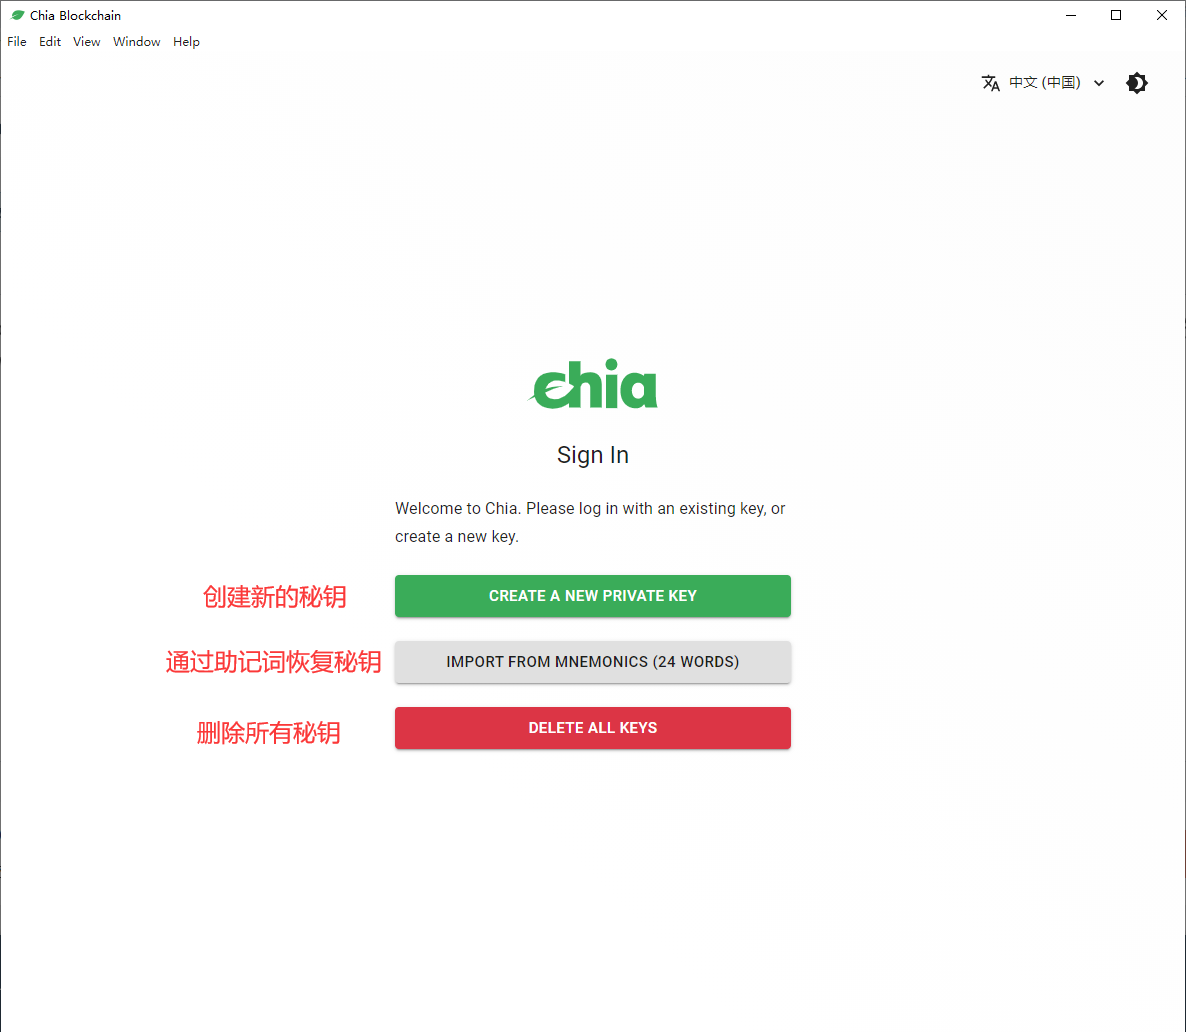 Chia Blockchain
File Edit View Window Help
中文 (中国)
chia
Sign In
Welcome to Chia. Please log in with an existing key, or
create a new key.
创建新的秘钥 CREATE A NEW PRIVATE KEY
通过助记词恢复秘钥 IMPORT FROM MNEMONICS (24 WORDS)
删除所有秘钥 DELETE ALL KEYS